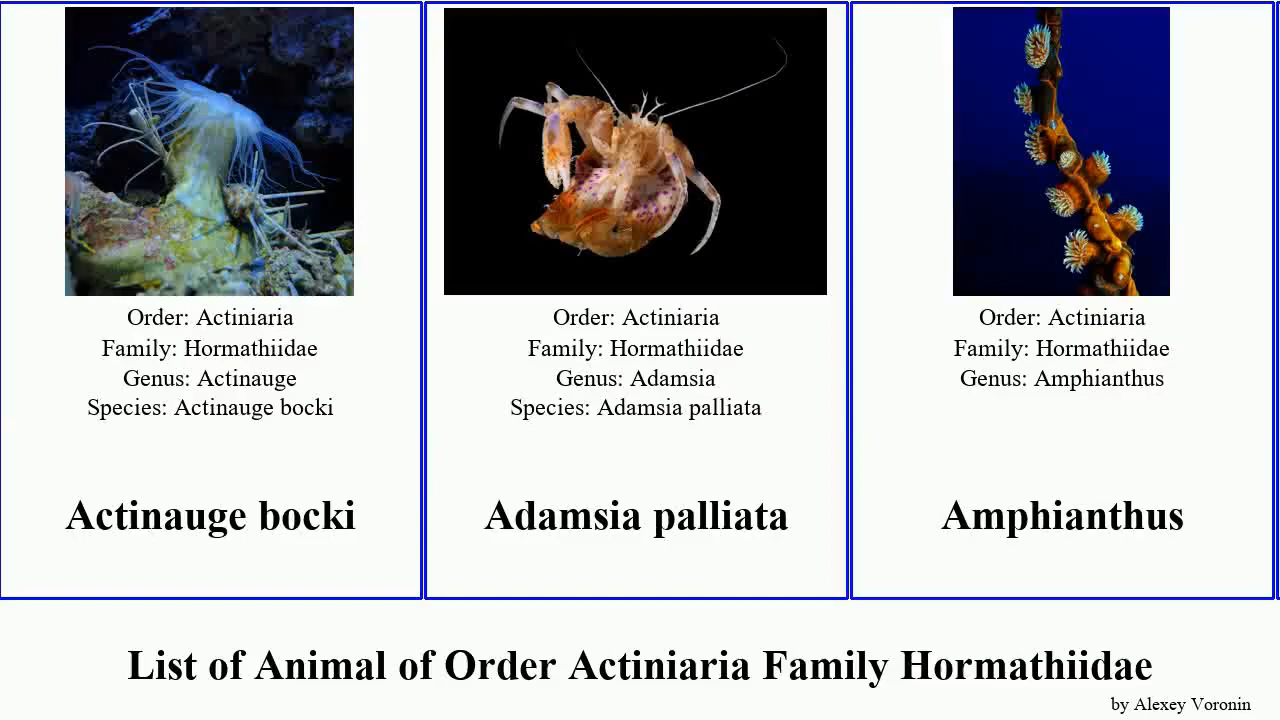 Order: Actiniaria
Family: Hormathiidae
Genus: Actinauge
Species: Actinauge bocki
Actinauge bocki
Order: Actiniaria
Family: Hormathiidae
Genus: Adamsia
Species: Adamsia palliata
Adamsia palliata
Order: Actiniaria
Family: Hormathiidae
Genus: Amphianthus
Amphianthus
List of Animal of Order Actiniaria Family Hormathiidae
by Alexey Voronin